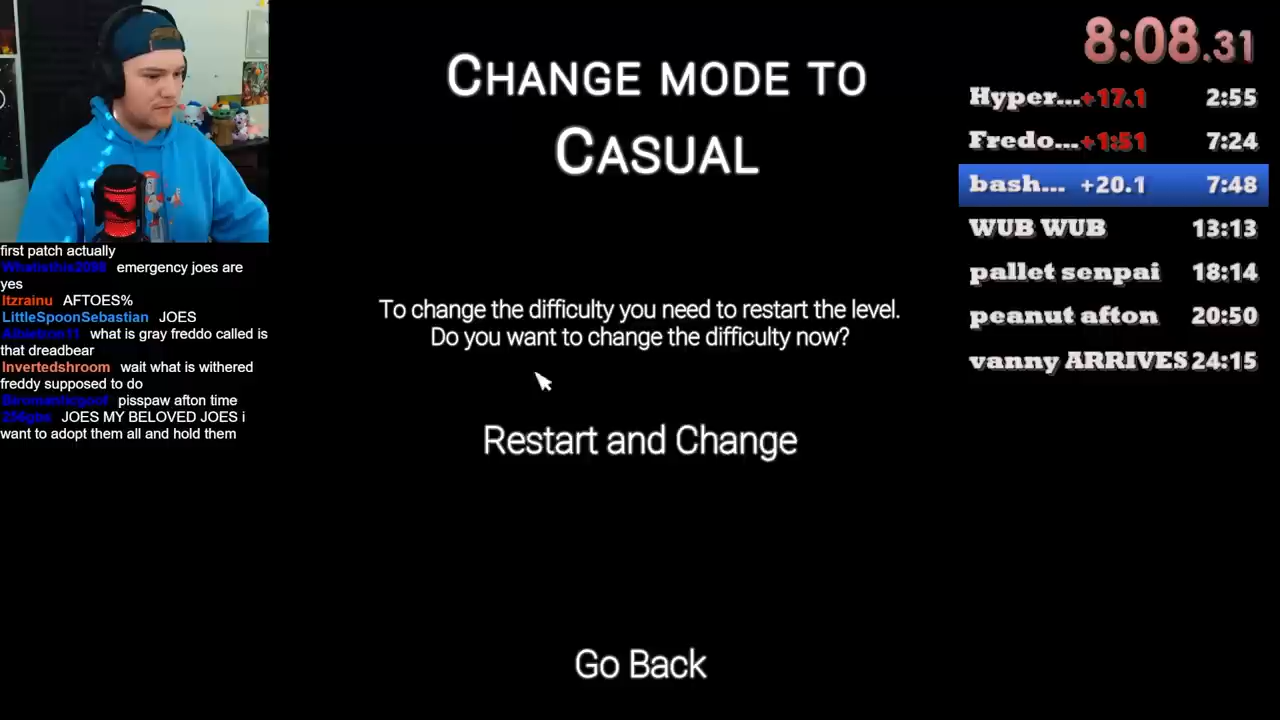 CHANGE MODE TO
CASUAL
To change the difficulty you need to restart the level.
Do you want to change the difficulty now?
Restart and Change
Go Back
8:08.31
Hyper...+17.1 2:55
Fredo...+1:51 7:24
bash... +20.1 7:48
WUB WUB 13:13
pallet senpai 18:14
peanut afton 20:50
vanny ARRIVES 24:15
first patch actually
emergency joes are
yes
Itzrainu AFTOES%
LittleSpoonSebastian JOES
what is gray freddo called is
that dreadbear
Invertedshroom wait what is withered
freddy supposed to do
pisspaw afton time
JOES MY BELOVED JOES i
want to adopt them all and hold them